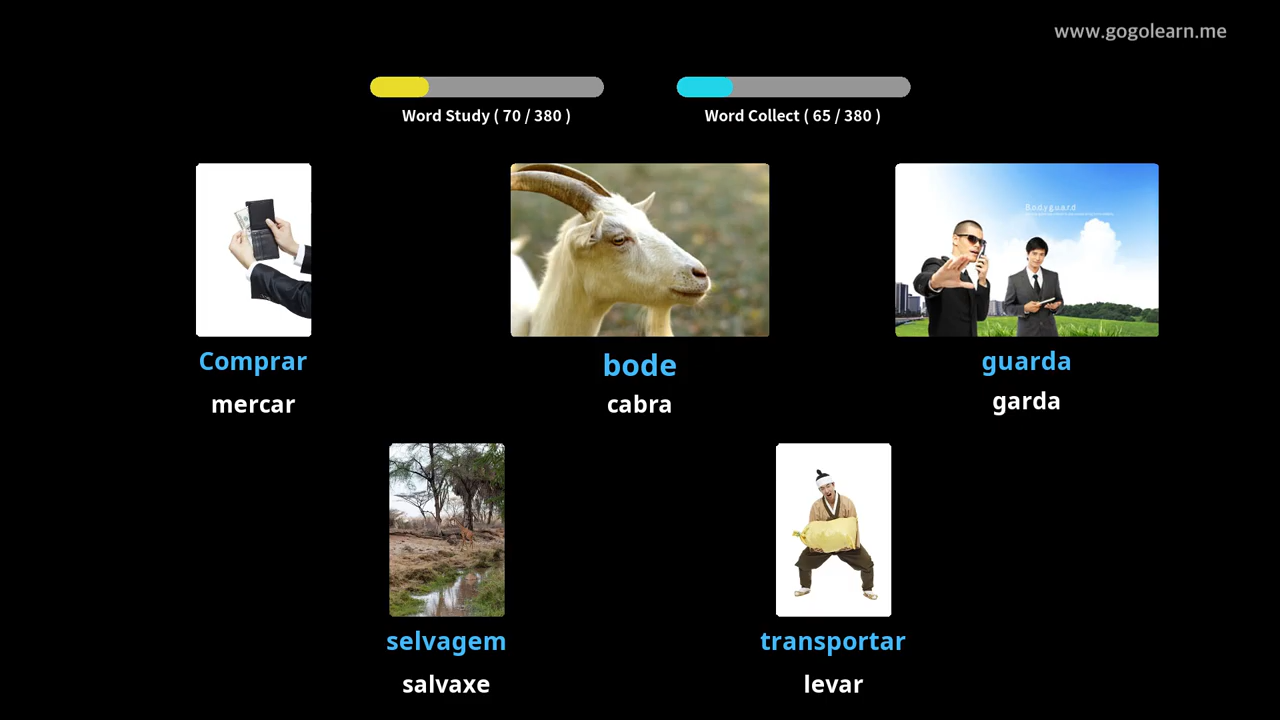 www.gogolearn.me
Word Study ( 70 / 380 )
Word Collect ( 65 / 380 )
Bodyguard
Comprar
bode
guarda
mercar
cabra
garda
selvagem
transportar
salvaxe
levar